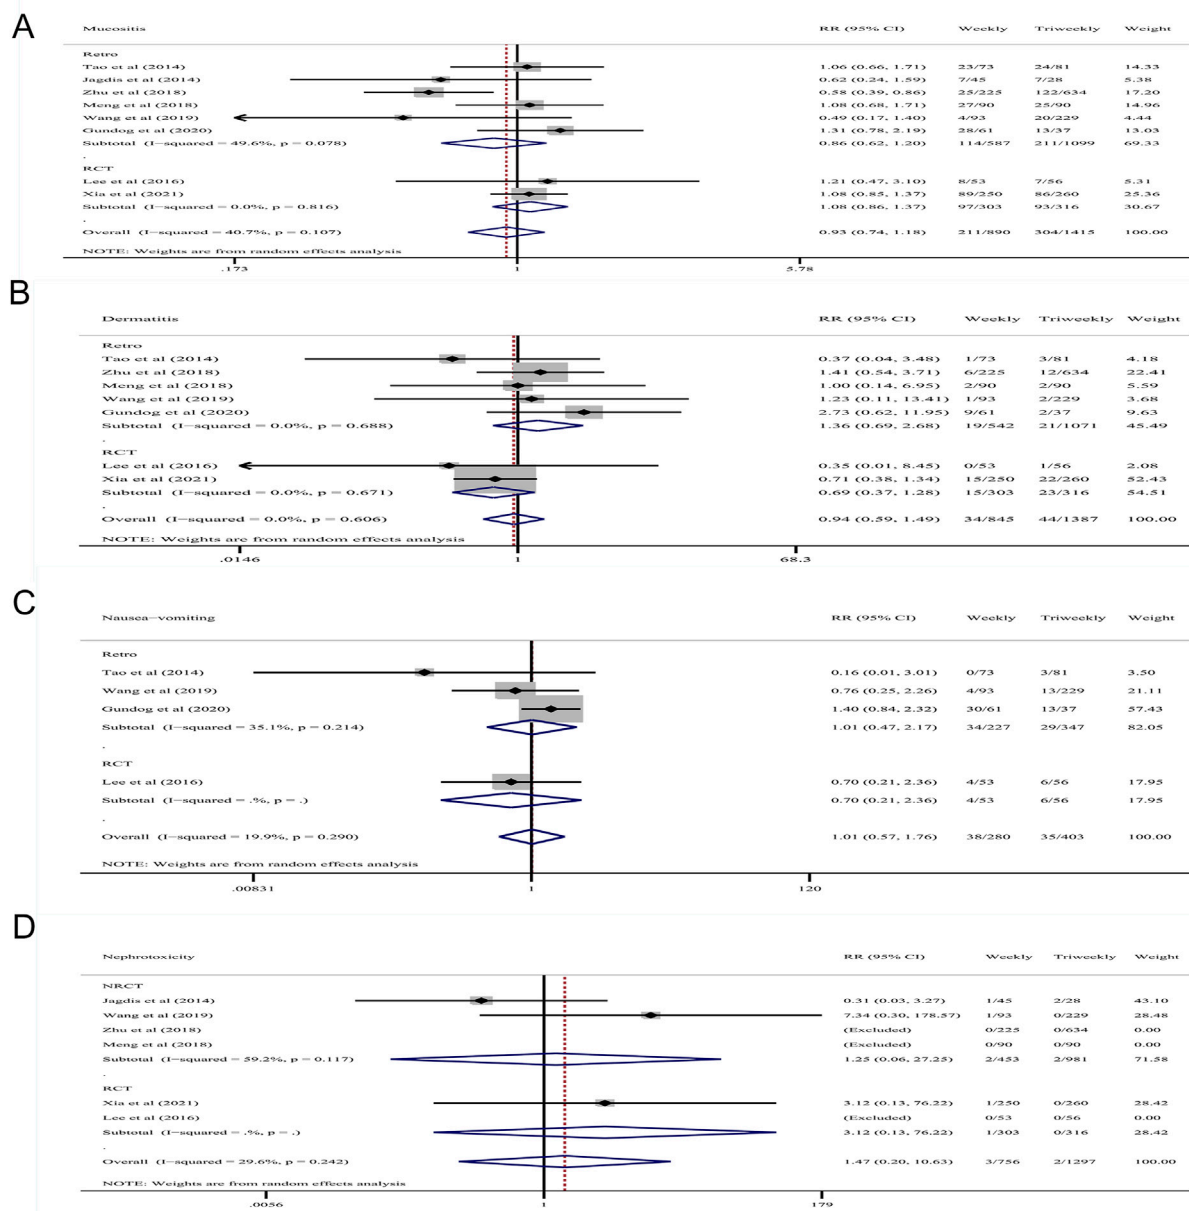 A
Mucositis RR (95% CI) Weekly Triweekly Weight
Retro
Tao et al (2014) 1.06 (0.66, 1.71) 23/73 24/81 14.33
Jagdis et al (2014) 0.62 (0.24, 1.59) 7/45 7/28 5.38
Zhu et al (2018) 0.58 (0.39, 0.86) 25/225 122/634 17.20
Meng et al (2018) 1.08 (0.68, 1.71) 27/90 25/90 14.96
Wang et al (2019) 0.49 (0.17, 1.40) 4/93 20/229 4.44
Gundog et al (2020) 1.31 (0.78, 2.19) 28/61 13/37 13.03
Subtotal (I-squared = 49.6%, p = 0.078) 0.86 (0.62, 1.20) 114/587 211/1099 69.33
.
RCT
Lee et al (2016) 1.21 (0.47, 3.10) 8/53 7/56 5.31
Xia et al (2021) 1.08 (0.85, 1.37) 89/250 86/260 25.36
Subtotal (I-squared = 0.0%, p = 0.816) 1.08 (0.86, 1.37) 97/303 93/316 30.67
.
Overall (I-squared = 40.7%, p = 0.107) 0.93 (0.74, 1.18) 211/890 304/1415 100.00
NOTE: Weights are from random effects analysis
.173 1 5.78
B
Dermatitis RR (95% CI) Weekly Triweekly Weight
Retro
Tao et al (2014) 0.37 (0.04, 3.48) 1/73 3/81 4.18
Zhu et al (2018) 1.41 (0.54, 3.71) 6/225 12/634 22.41
Meng et al (2018) 1.00 (0.14, 6.95) 2/90 2/90 5.59
Wang et al (2019) 1.23 (0.11, 13.41) 1/93 2/229 3.68
Gundog et al (2020) 2.73 (0.62, 11.95) 9/61 2/37 9.63
Subtotal (I-squared = 0.0%, p = 0.688) 1.36 (0.69, 2.68) 19/542 21/1071 45.49
.
RCT
Lee et al (2016) 0.35 (0.01, 8.45) 0/53 1/56 2.08
Xia et al (2021) 0.71 (0.38, 1.34) 15/250 22/260 52.43
Subtotal (I-squared = 0.0%, p = 0.671) 0.69 (0.37, 1.28) 15/303 23/316 54.51
.
Overall (I-squared = 0.0%, p = 0.606) 0.94 (0.59, 1.49) 34/845 44/1387 100.00
NOTE: Weights are from random effects analysis
.0146 1 68.3
C
Nausea-vomiting RR (95% CI) Weekly Triweekly Weight
Retro
Tao et al (2014) 0.16 (0.01, 3.01) 0/73 3/81 3.50
Wang et al (2019) 0.76 (0.25, 2.26) 4/93 13/229 21.11
Gundog et al (2020) 1.40 (0.84, 2.32) 30/61 13/37 57.43
Subtotal (I-squared = 35.1%, p = 0.214) 1.01 (0.47, 2.17) 34/227 29/347 82.05
.
RCT
Lee et al (2016) 0.70 (0.21, 2.36) 4/53 6/56 17.95
Subtotal (I-squared = .%, p = .) 0.70 (0.21, 2.36) 4/53 6/56 17.95
.
Overall (I-squared = 19.9%, p = 0.290) 1.01 (0.57, 1.76) 38/280 35/403 100.00
NOTE: Weights are from random effects analysis
.00831 1 120
D
Nephrotoxicity RR (95% CI) Weekly Triweekly Weight
NRCT
Jagdis et al (2014) 0.31 (0.03, 3.27) 1/45 2/28 43.10
Wang et al (2019) 7.34 (0.30, 178.57) 1/93 0/229 28.48
Zhu et al (2018) (Excluded) 0/225 0/634 0.00
Meng et al (2018) (Excluded) 0/90 0/90 0.00
Subtotal (I-squared = 59.2%, p = 0.117) 1.25 (0.06, 27.25) 2/453 2/981 71.58
.
RCT
Xia et al (2021) 3.12 (0.13, 76.22) 1/250 0/260 28.42
Lee et al (2016) (Excluded) 0/53 0/56 0.00
Subtotal (I-squared = .%, p = .) 3.12 (0.13, 76.22) 1/303 0/316 28.42
.
Overall (I-squared = 29.6%, p = 0.242) 1.47 (0.20, 10.63) 3/756 2/1297 100.00
NOTE: Weights are from random effects analysis
.0056 1 179